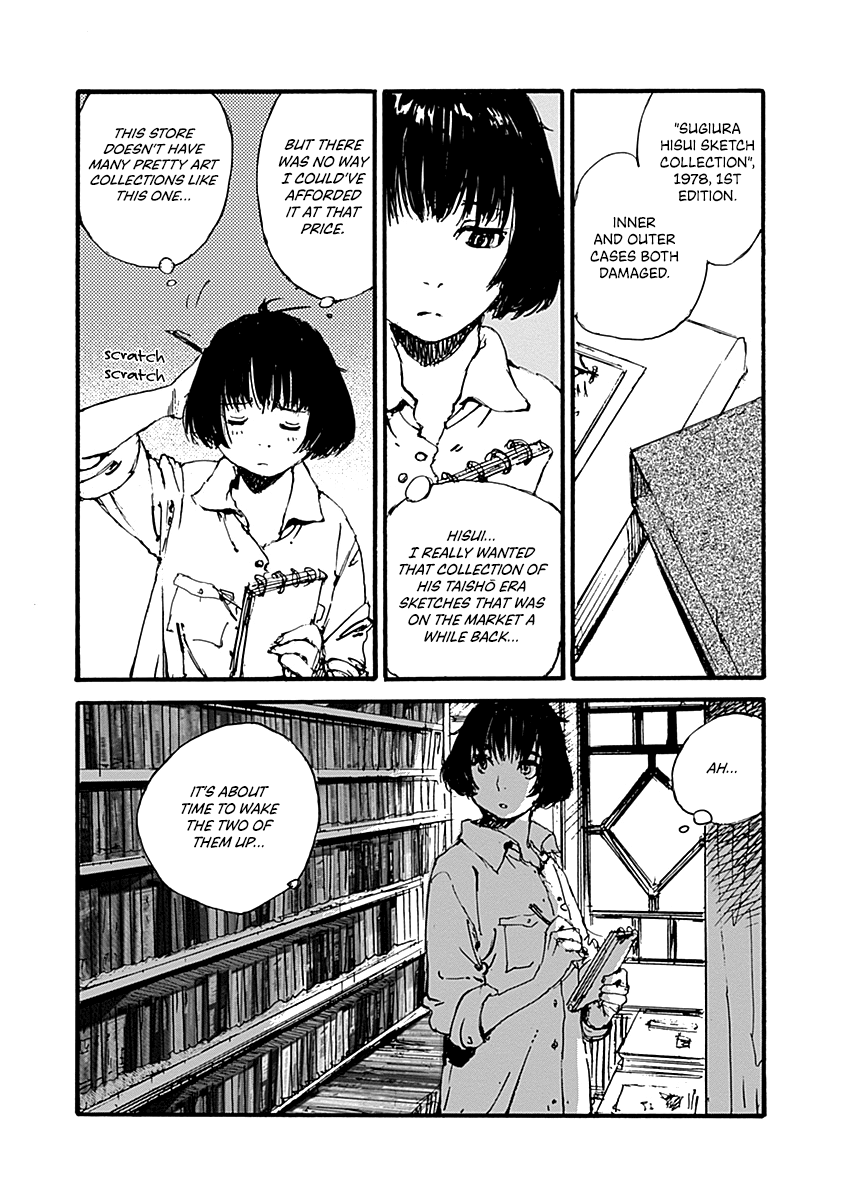 "SUGIURA
HISUI SKETCH
COLLECTION",
1978, 1ST
EDITION.
INNER
AND OUTER
CASES BOTH
DAMAGED.
HISUI...
I REALLY WANTED
THAT COLLECTION OF
HIS TAISHŌ ERA
SKETCHES THAT WAS
ON THE MARKET A
WHILE BACK...
BUT THERE
WAS NO WAY
I COULD'VE
AFFORDED
IT AT THAT
PRICE.
THIS STORE
DOESN'T HAVE
MANY PRETTY ART
COLLECTIONS LIKE
THIS ONE...
scratch
scratch
AH...
IT'S ABOUT
TIME TO WAKE
THE TWO OF
THEM UP...